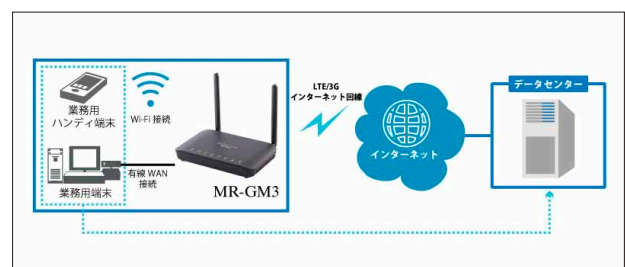 業務用
ハンディ端末
Wi-Fi 接続
業務用端末
有線 WAN
接続
MR-GM3
LTE/3G
インターネット回線
インターネット
データセンター